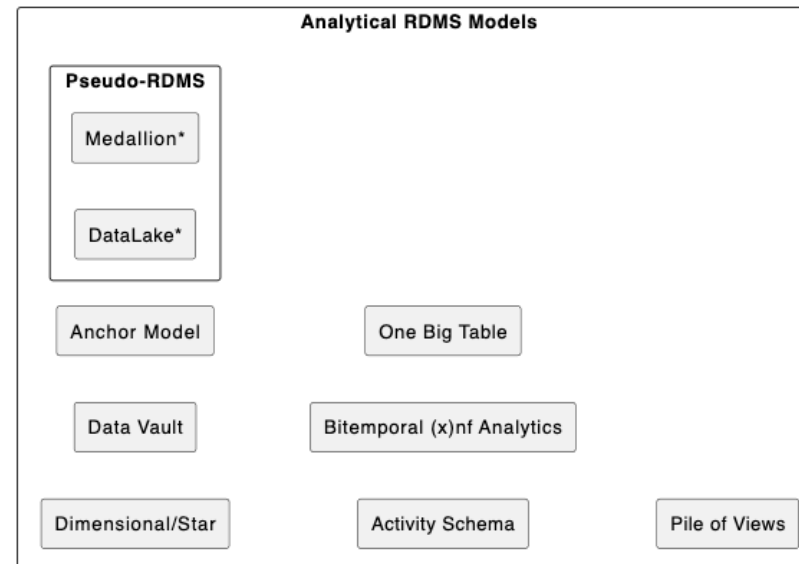 Analytical RDMS Models
Pseudo-RDMS
Medallion*
DataLake*
Anchor Model
One Big Table
Data Vault
Bitemporal (x)nf Analytics
Dimensional/Star
Activity Schema
Pile of Views